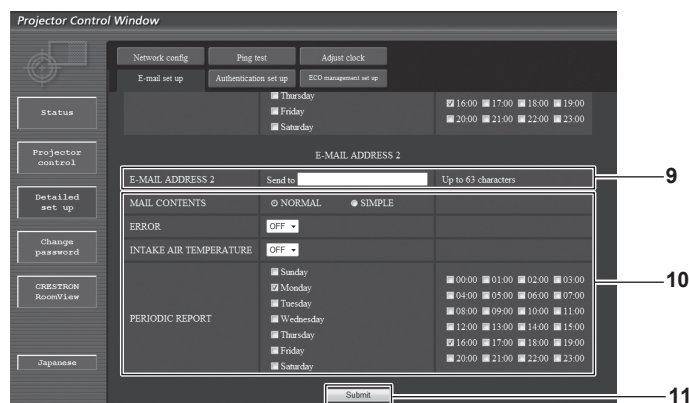 Projector Control Window
Network config Ping test Adjust clock
E-mail set up Authentication set up ECO management set up
Status
Projector control
Detailed set up
Change password
CRESTRON RoomView
Japanese
Thursday
Friday
Saturday
16:00 17:00 18:00 19:00
20:00 21:00 22:00 23:00
E-MAIL ADDRESS 2
E-MAIL ADDRESS 2 Send to Up to 63 characters
9
MAIL CONTENTS NORMAL SIMPLE
ERROR OFF
INTAKE AIR TEMPERATURE OFF
10
PERIODIC REPORT
Sunday
Monday
Tuesday
Wednesday
Thursday
Friday
Saturday
00:00 01:00 02:00 03:00
04:00 05:00 06:00 07:00
08:00 09:00 10:00 11:00
12:00 13:00 14:00 15:00
16:00 17:00 18:00 19:00
20:00 21:00 22:00 23:00
Submit
11